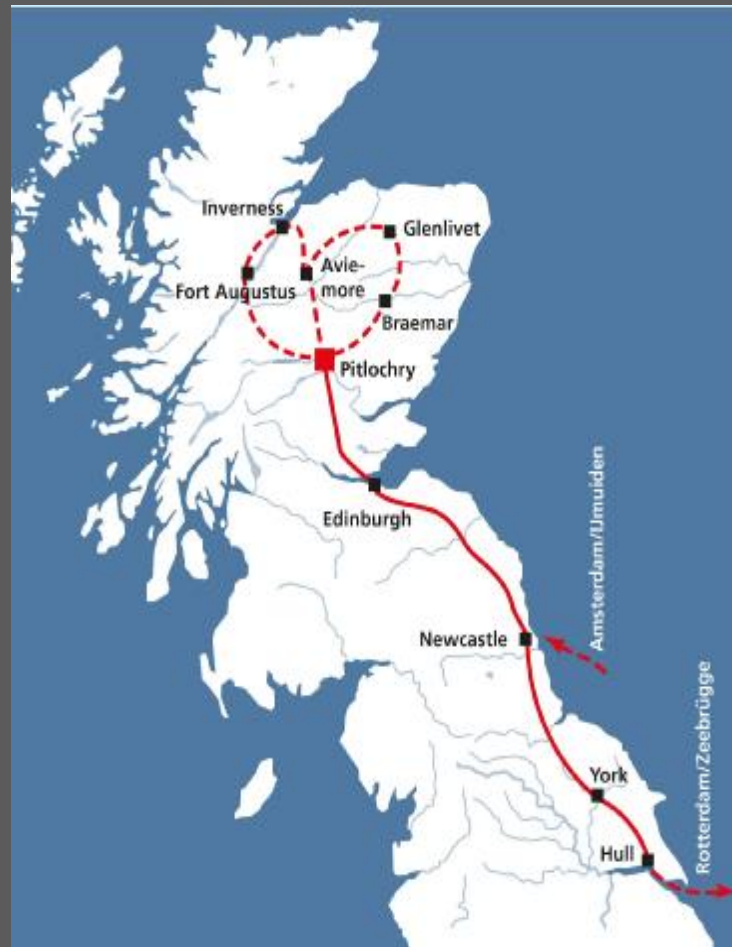 Inverness
Glenlivet
Avie-
more
Fort Augustus
Braemar
Pitlochry
Edinburgh
Amsterdam/IJmuiden
Newcastle
Rotterdam/Zeebrügge
York
Hull